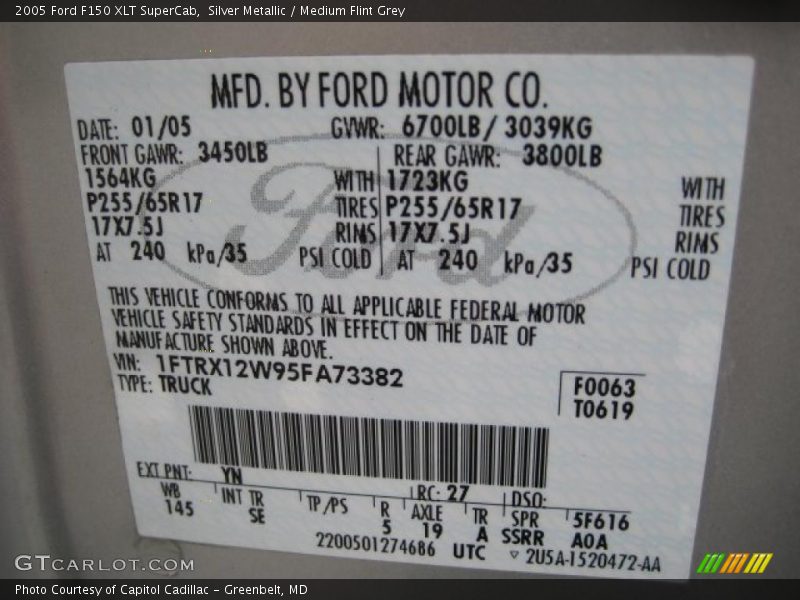 2005 Ford F150 XLT SuperCab,  Silver Metallic / Medium Flint Grey
MFD. BY FORD MOTOR CO.
DATE: 01/05 GVWR: 6700LB/ 3039KG
FRONT GAWR: 3450LB REAR GAWR: 3800LB
1564KG WITH 1723KG WITH
P255/65R17 TIRES P255/65R17 TIRES
17X7.5J RIMS 17X7.5J RIMS
AT 240 kPa/35 PSI COLD AT 240 kPa/35 PSI COLD
Ford
THIS VEHICLE CONFORMS TO ALL APPLICABLE FEDERAL MOTOR
VEHICLE SAFETY STANDARDS IN EFFECT ON THE DATE OF
MANUFACTURE SHOWN ABOVE.
VIN: 1FTRX12W95FA73382
TYPE: TRUCK
F0063
T0619
EXT PNT: YN RC: 27 DSO:
WB INT TR TP/PS R AXLE TR SPR 5F616
145 SE 5 19 A SSRR A0A
220050127468​6 UTC ▽ 2U5A-1520472-AA
GTCARLOT.COM
Photo Courtesy of Capitol Cadillac - Greenbelt, MD